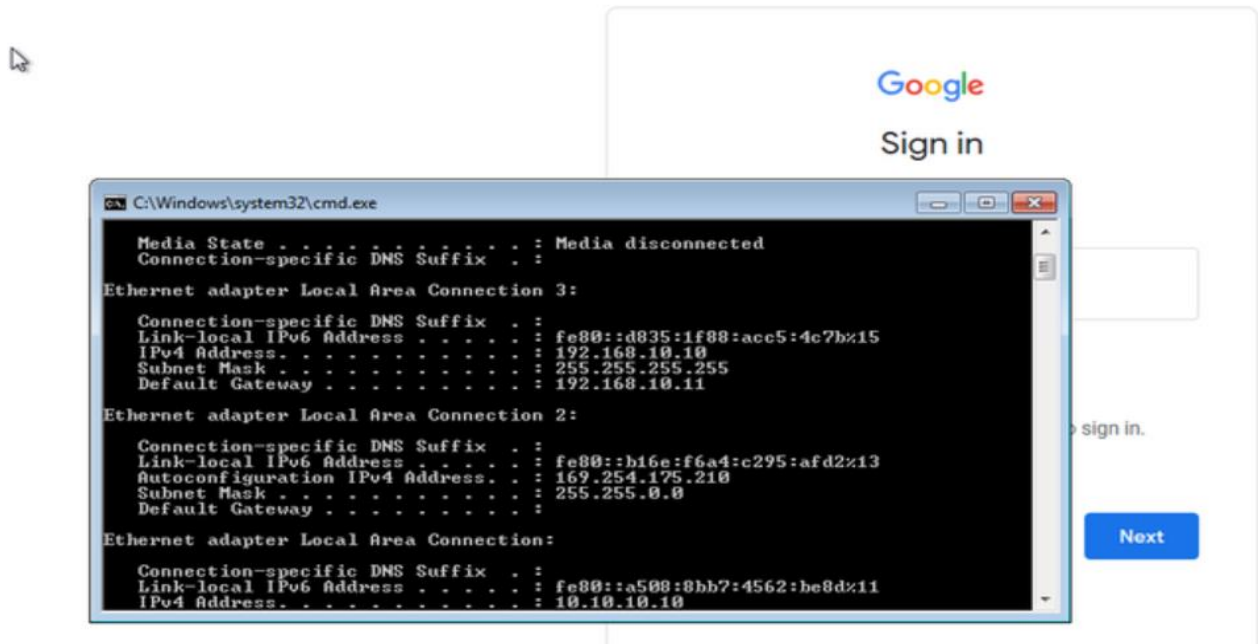 Google
Sign in
C:\Windows\system32\cmd.exe
Media State . . . . . . . . . . . : Media disconnected
Connection-specific DNS Suffix  . :
Ethernet adapter Local Area Connection 3:
Connection-specific DNS Suffix  . :
Link-local IPv6 Address . . . . . : fe80::d835:1f88:acc5:4c7b%15
IPv4 Address. . . . . . . . . . . : 192.168.10.10
Subnet Mask . . . . . . . . . . . : 255.255.255.255
Default Gateway . . . . . . . . . : 192.168.10.11
Ethernet adapter Local Area Connection 2:
Connection-specific DNS Suffix  . :
Link-local IPv6 Address . . . . . : fe80::b16e:f6a4:c295:afd2%13
Autoconfiguration IPv4 Address. . : 169.254.175.210
Subnet Mask . . . . . . . . . . . : 255.255.0.0
Default Gateway . . . . . . . . . :
Ethernet adapter Local Area Connection:
Connection-specific DNS Suffix  . :
Link-local IPv6 Address . . . . . : fe80::a508:8bb7:4562:be8d%11
IPv4 Address. . . . . . . . . . . : 10.10.10.10
sign in.
Next